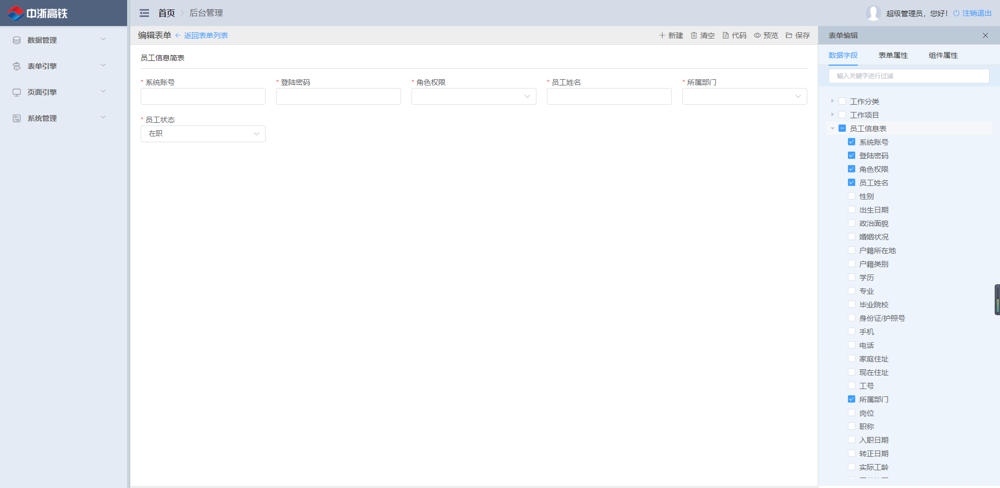 中浙高铁
首页 后台管理
超级管理员，您好！ 注销退出
数据管理
表单引擎
页面引擎
系统管理
编辑表单 返回表单列表
新建 清空 代码 预览 保存
员工信息简表
* 系统账号 * 登陆密码 * 角色权限 * 员工姓名 * 所属部门
* 员工状态
在职
表单编辑
数据字段 表单属性 组件属性
输入关键字进行过滤
工作分类
工作项目
员工信息表
系统账号
登陆密码
角色权限
员工姓名
性别
出生日期
政治面貌
婚姻状况
户籍所在地
户籍类别
学历
专业
毕业院校
身份证/护照号
手机
电话
家庭住址
现在住址
工号
所属部门
岗位
职称
入职日期
转正日期
实际工龄